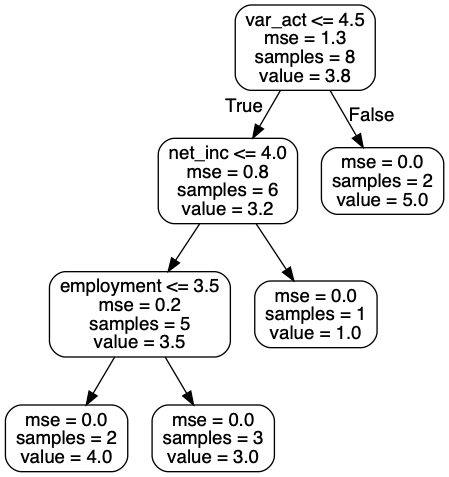 var_act <= 4.5
mse = 1.3
samples = 8
value = 3.8
True
False
net_inc <= 4.0
mse = 0.8
samples = 6
value = 3.2
mse = 0.0
samples = 2
value = 5.0
employment <= 3.5
mse = 0.2
samples = 5
value = 3.5
mse = 0.0
samples = 1
value = 1.0
mse = 0.0
samples = 2
value = 4.0
mse = 0.0
samples = 3
value = 3.0